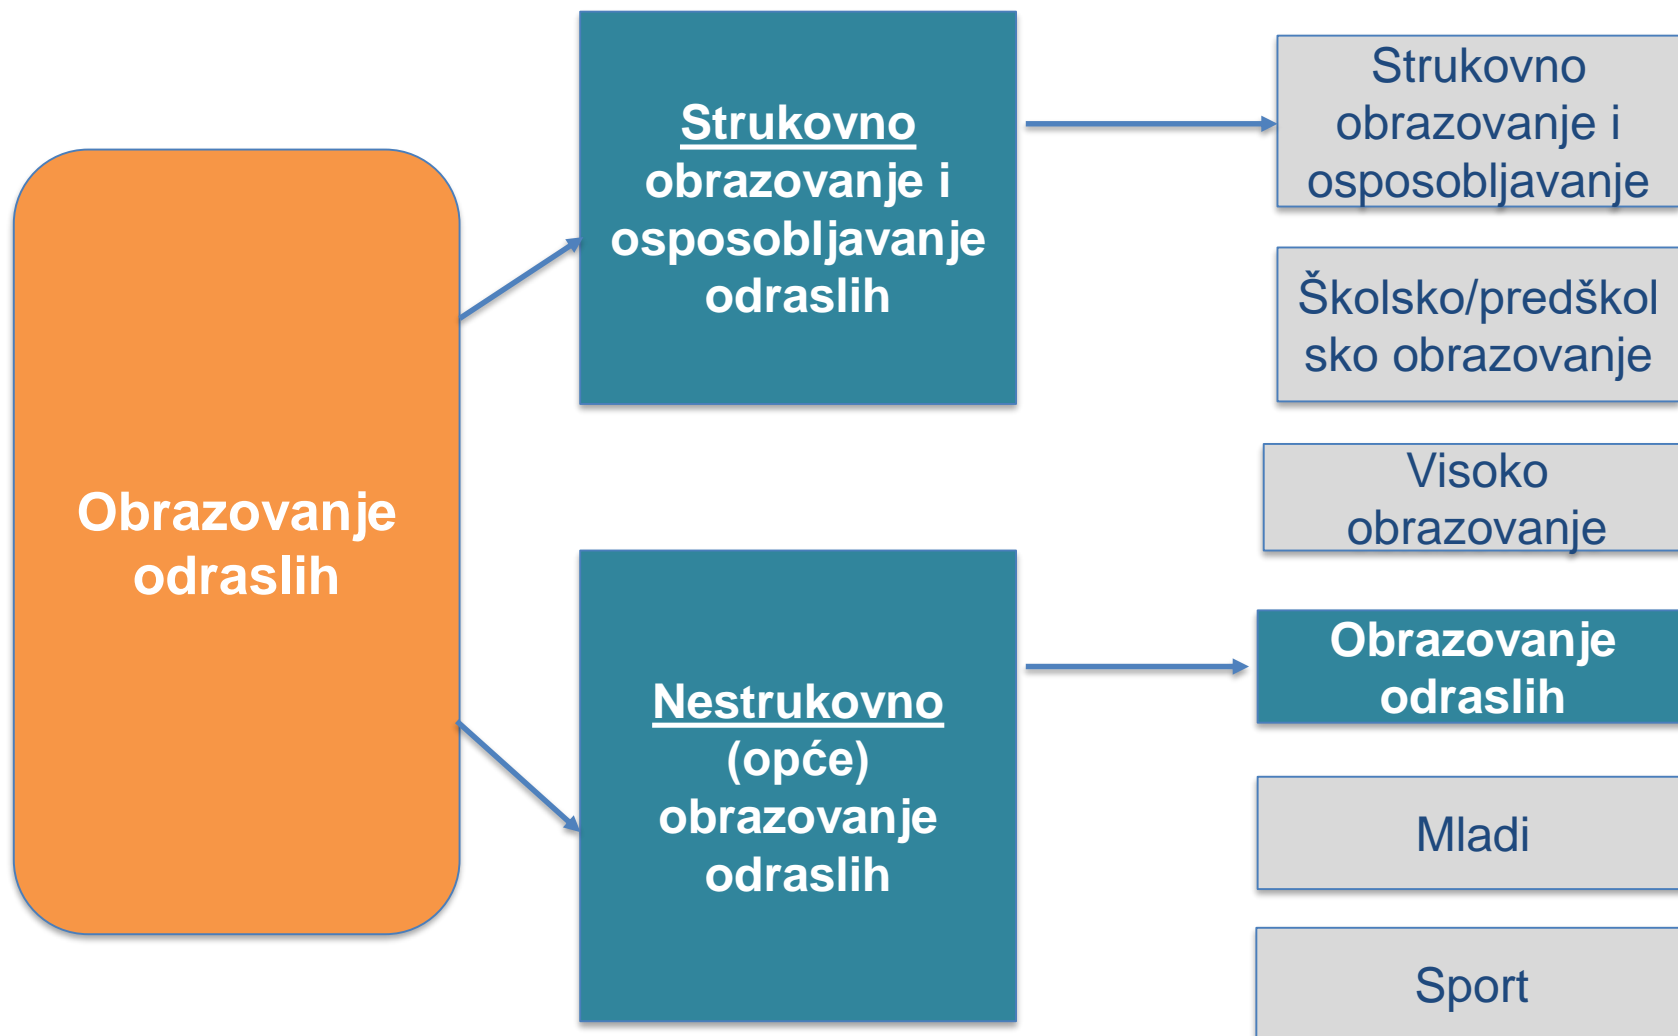 Obrazovanje
odraslih
Strukovno
obrazovanje i
osposobljavanje
odraslih
Nestrukovno
(opće)
obrazovanje
odraslih
Strukovno
obrazovanje i
osposobljavanje
Školsko/predškol
sko obrazovanje
Visoko
obrazovanje
Obrazovanje
odraslih
Mladi
Sport